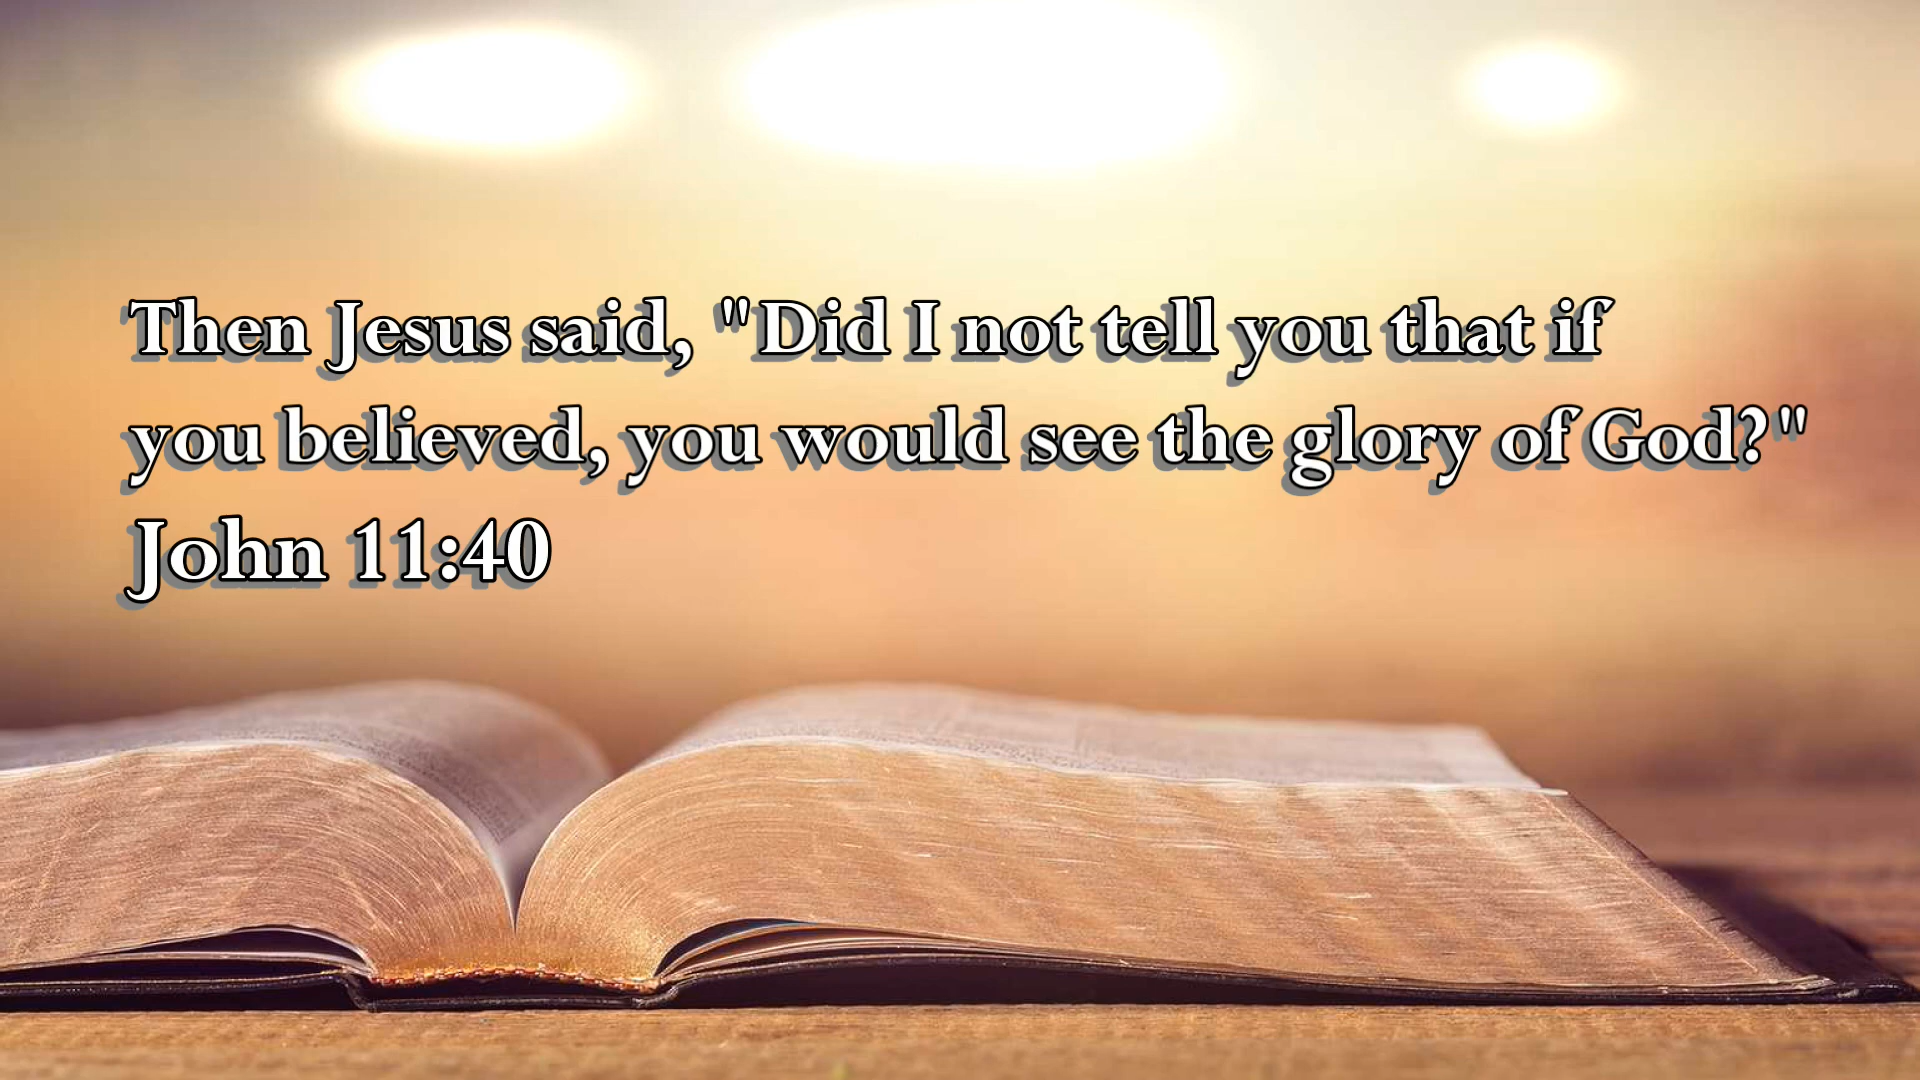 Then Jesus said, "Did I not tell you that if
you believed, you would see the glory of God?"
John 11:40